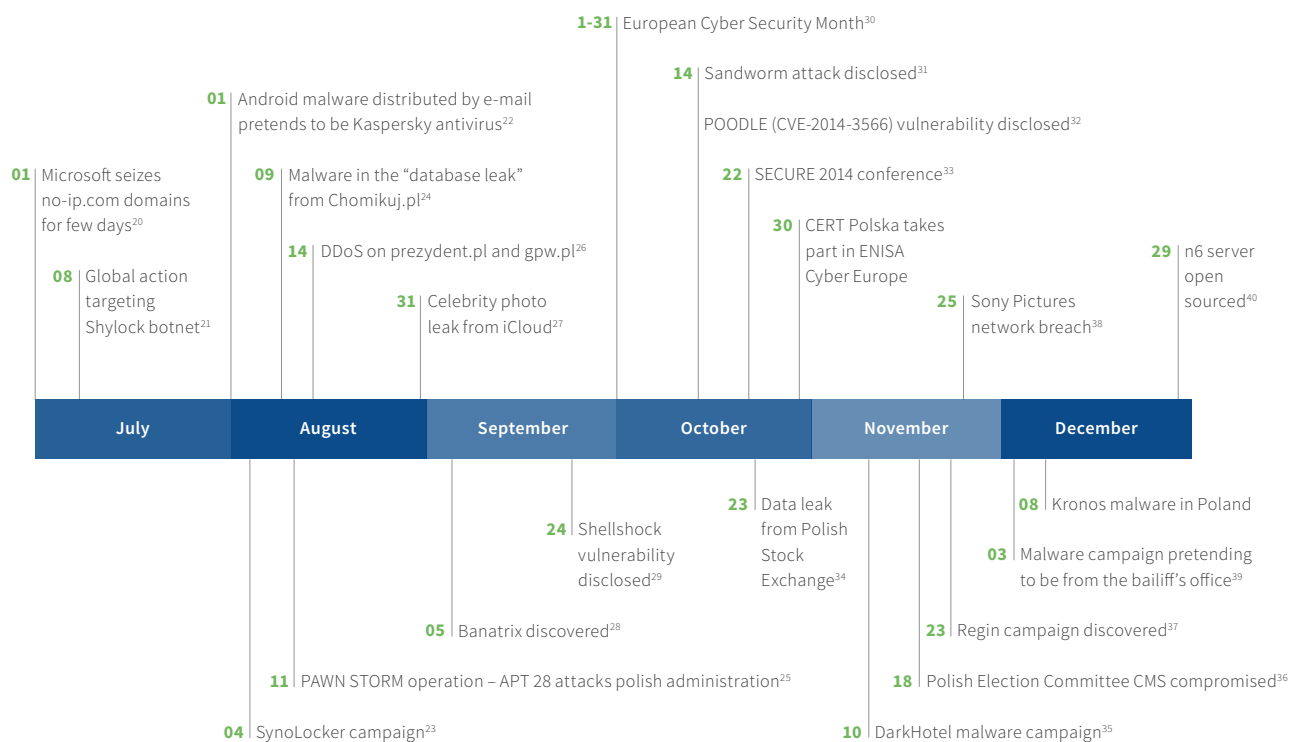 1-31 European Cyber Security Month30
14 Sandworm attack disclosed31
01 Android malware distributed by e-mail
pretends to be Kaspersky antivirus22
POODLE (CVE-2014-3566) vulnerability disclosed32
01 Microsoft seizes
no-ip.com domains
for few days20
09 Malware in the “database leak”
from Chomikuj.pl24
22 SECURE 2014 conference33
30 CERT Polska takes
part in ENISA
Cyber Europe
14 DDoS on prezydent.pl and gpw.pl26
29 n6 server
open
sourced40
08 Global action
targeting
Shylock botnet21
31 Celebrity photo
leak from iCloud27
25 Sony Pictures
network breach38
July
August
September
October
November
December
24 Shellshock
vulnerability
disclosed29
23 Data leak
from Polish
Stock
Exchange34
08 Kronos malware in Poland
03 Malware campaign pretending
to be from the bailiff’s office39
05 Banatrix discovered28
23 Regin campaign discovered37
11 PAWN STORM operation – APT 28 attacks polish administration25
18 Polish Election Committee CMS compromised36
04 SynoLocker campaign23
10 DarkHotel malware campaign35